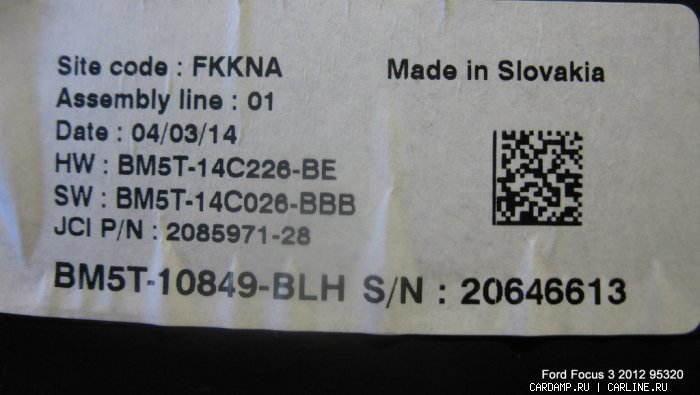 Site code : FKKNA
Made in Slovakia
Assembly line : 01
Date : 04/03/14
HW : BM5T-14C226-BE
SW : BM5T-14C026-BBB
JCI P/N : 2085971-28
BM5T-10849-BLH S/N : 20646613
Ford Focus 3 2012 95320
CARDAMP.RU | CARLINE.RU